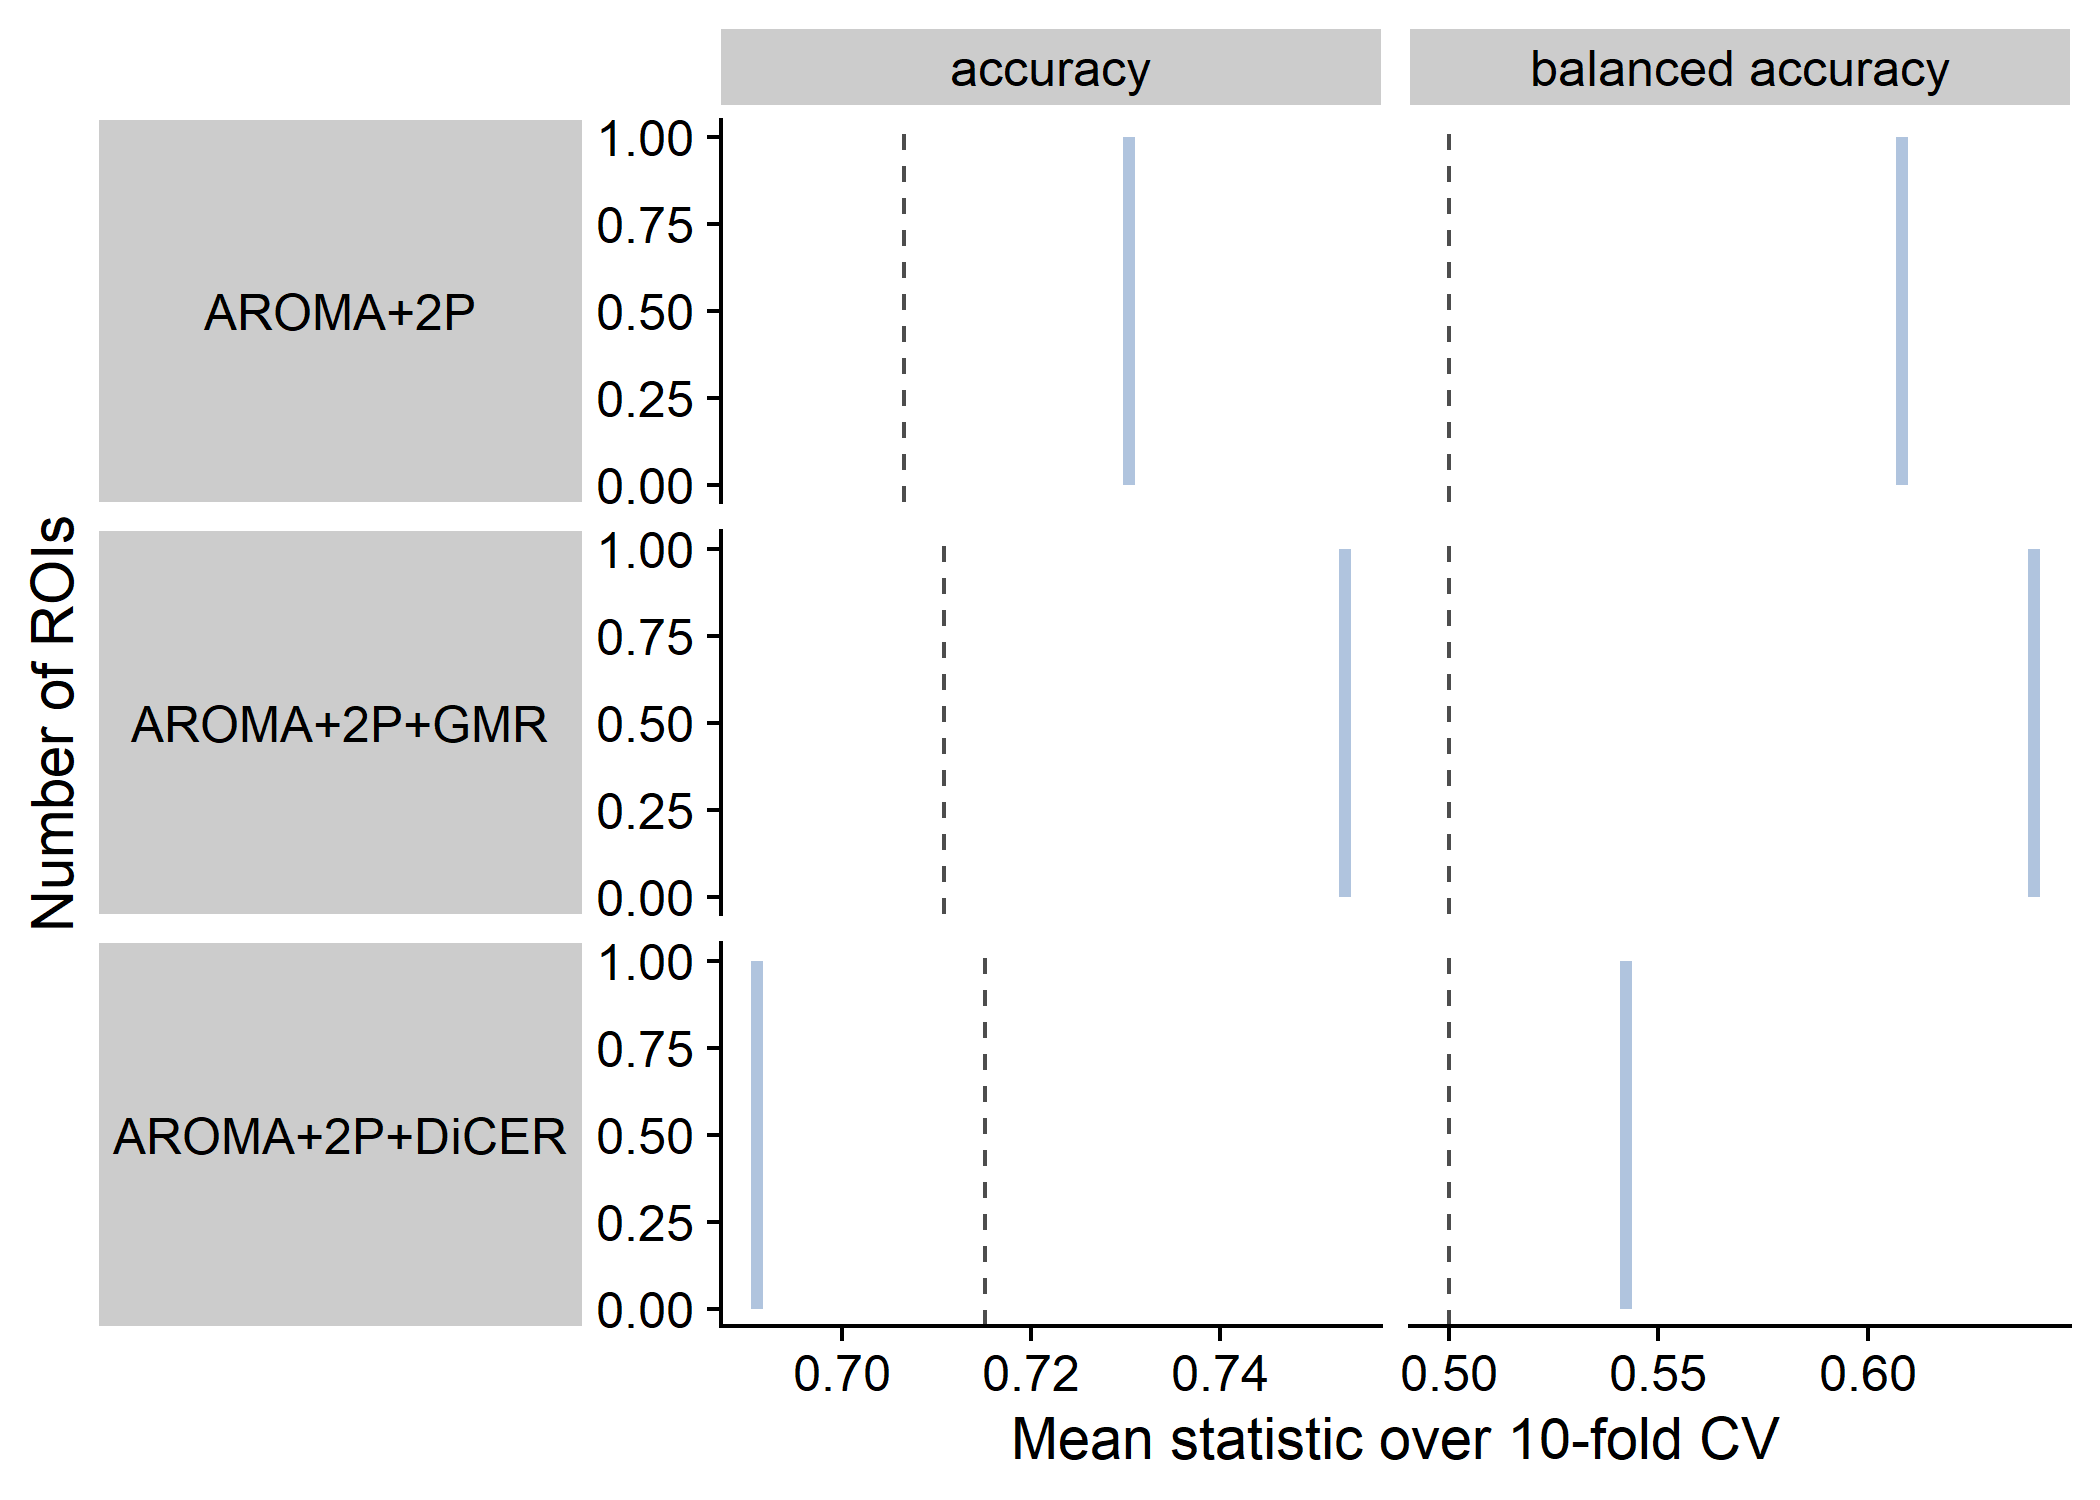 accuracy
balanced accuracy
Number of ROIs
AROMA+2P
1.00
0.75
0.50
0.25
0.00
AROMA+2P+GMR
1.00
0.75
0.50
0.25
0.00
AROMA+2P+DiCER
1.00
0.75
0.50
0.25
0.00
0.70 0.72 0.74 0.50 0.55 0.60
Mean statistic over 10-fold CV